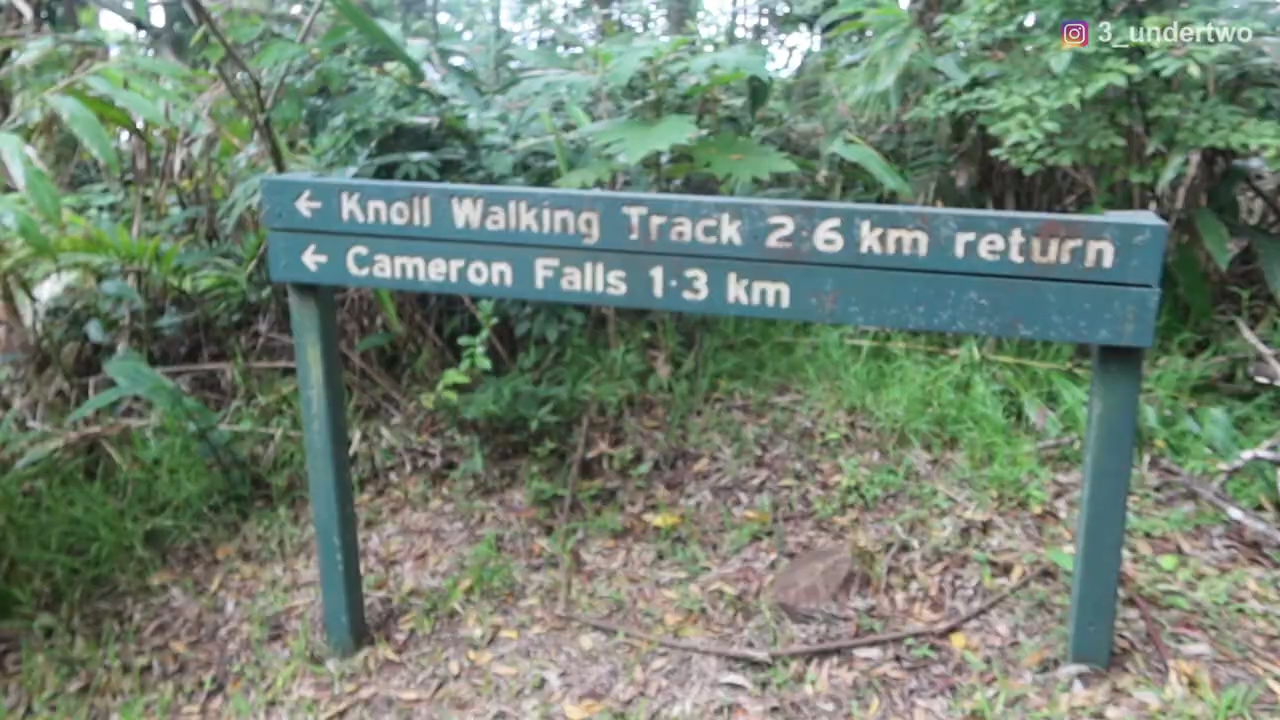 3_undertwo
← Knoll Walking Track 2·6 km return
← Cameron Falls 1·3 km